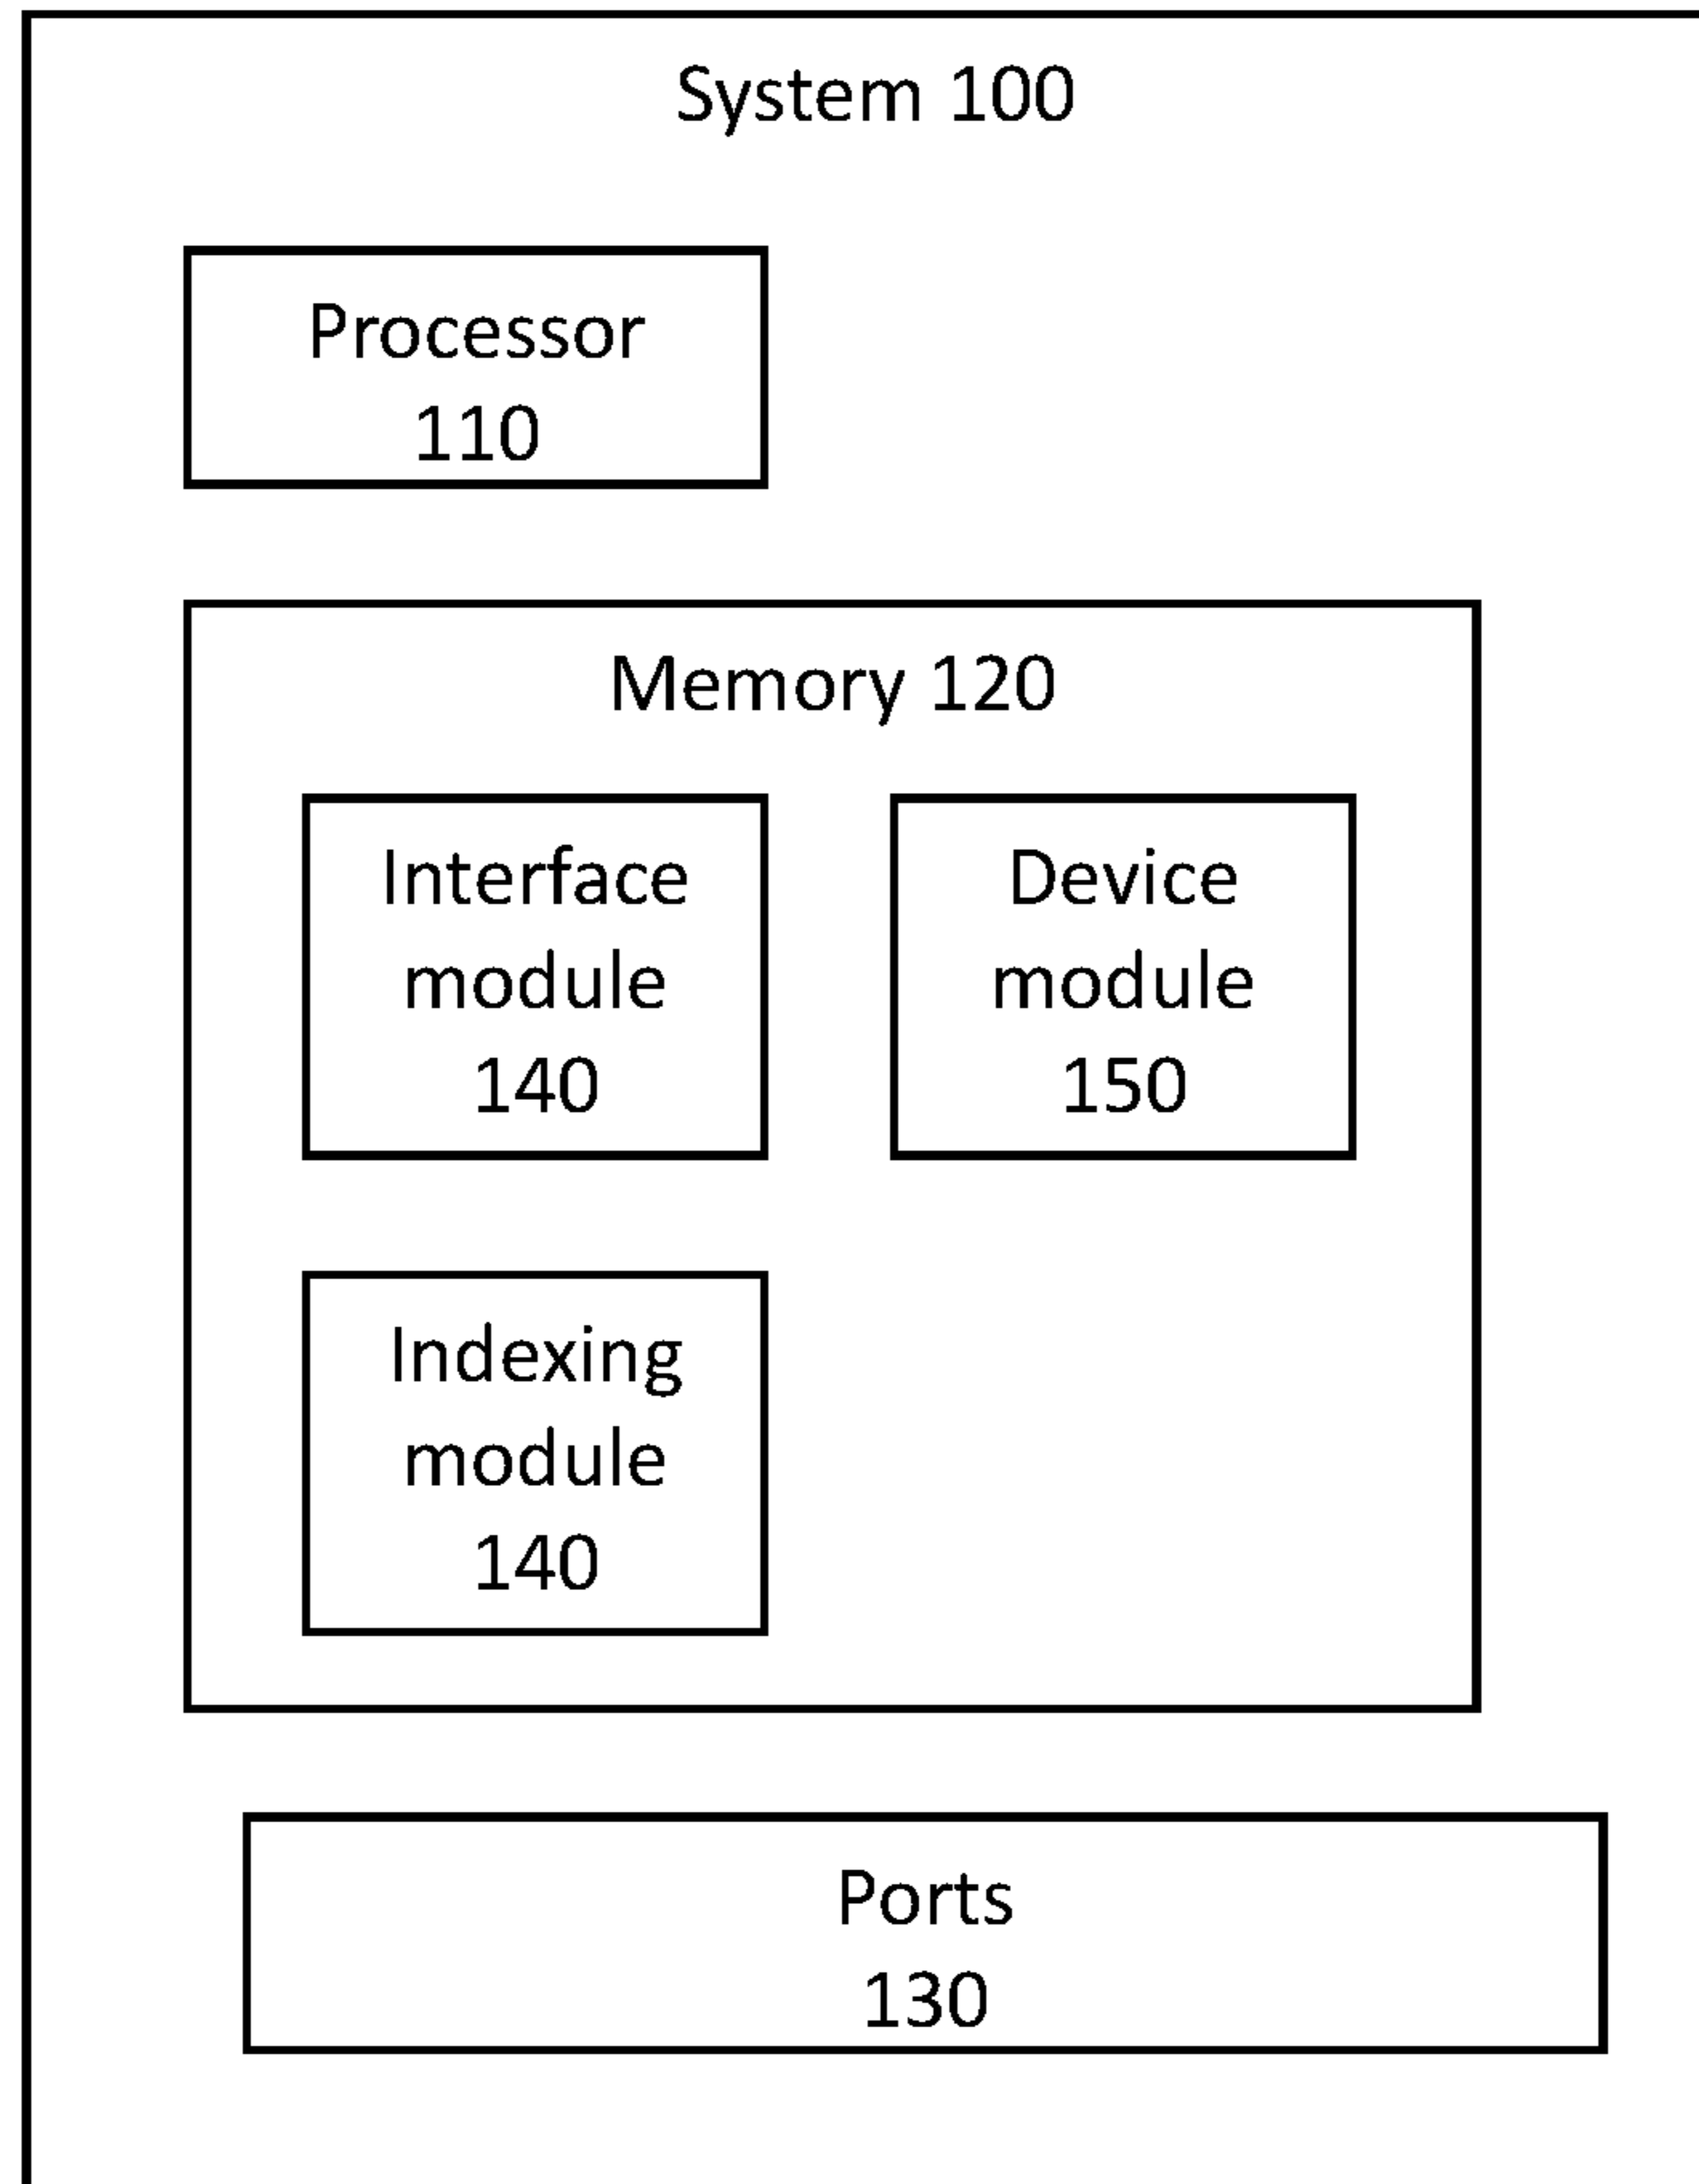 System 100
Processor
110
Memory 120
Interface
module
140
Device
module
150
Indexing
module
140
Ports
130